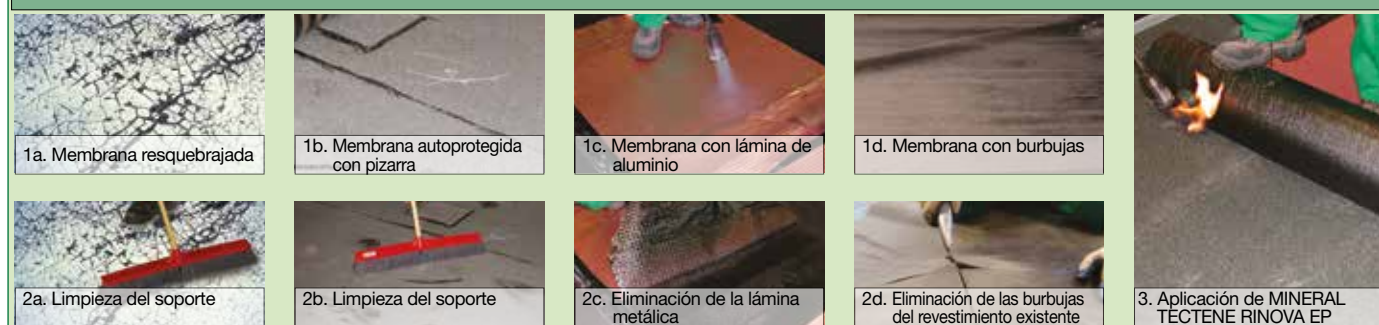 1a. Membrana resquebrajada
1b. Membrana autoprotegida
con pizarra
1c. Membrana con lámina de
aluminio
1d. Membrana con burbujas
2a. Limpieza del soporte
2b. Limpieza del soporte
2c. Eliminación de la lámina
metálica
2d. Eliminación de las burbujas
del revestimiento existente
3. Aplicación de MINERAL
TECTENE RINOVA EP